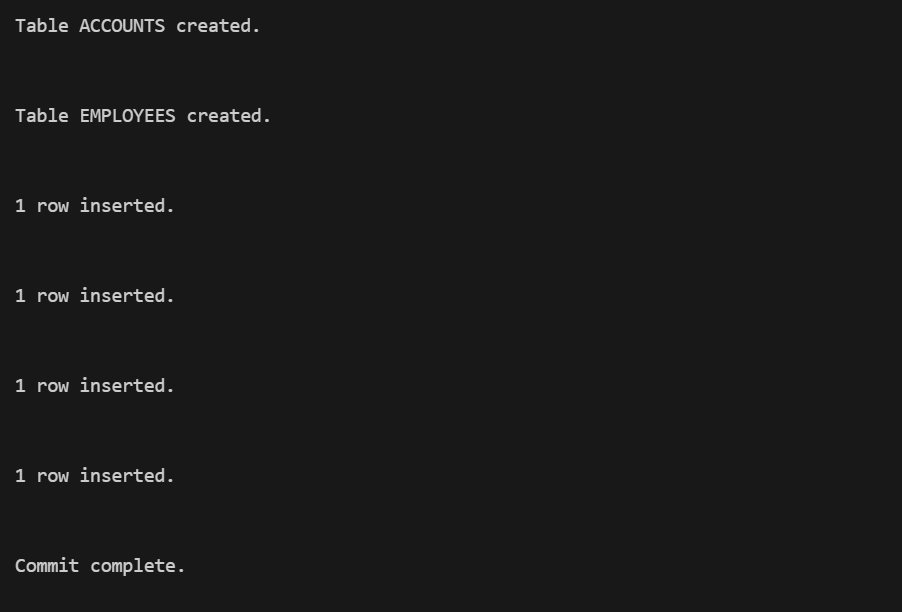 Table ACCOUNTS created.
Table EMPLOYEES created.
1 row inserted.
1 row inserted.
1 row inserted.
1 row inserted.
Commit complete.